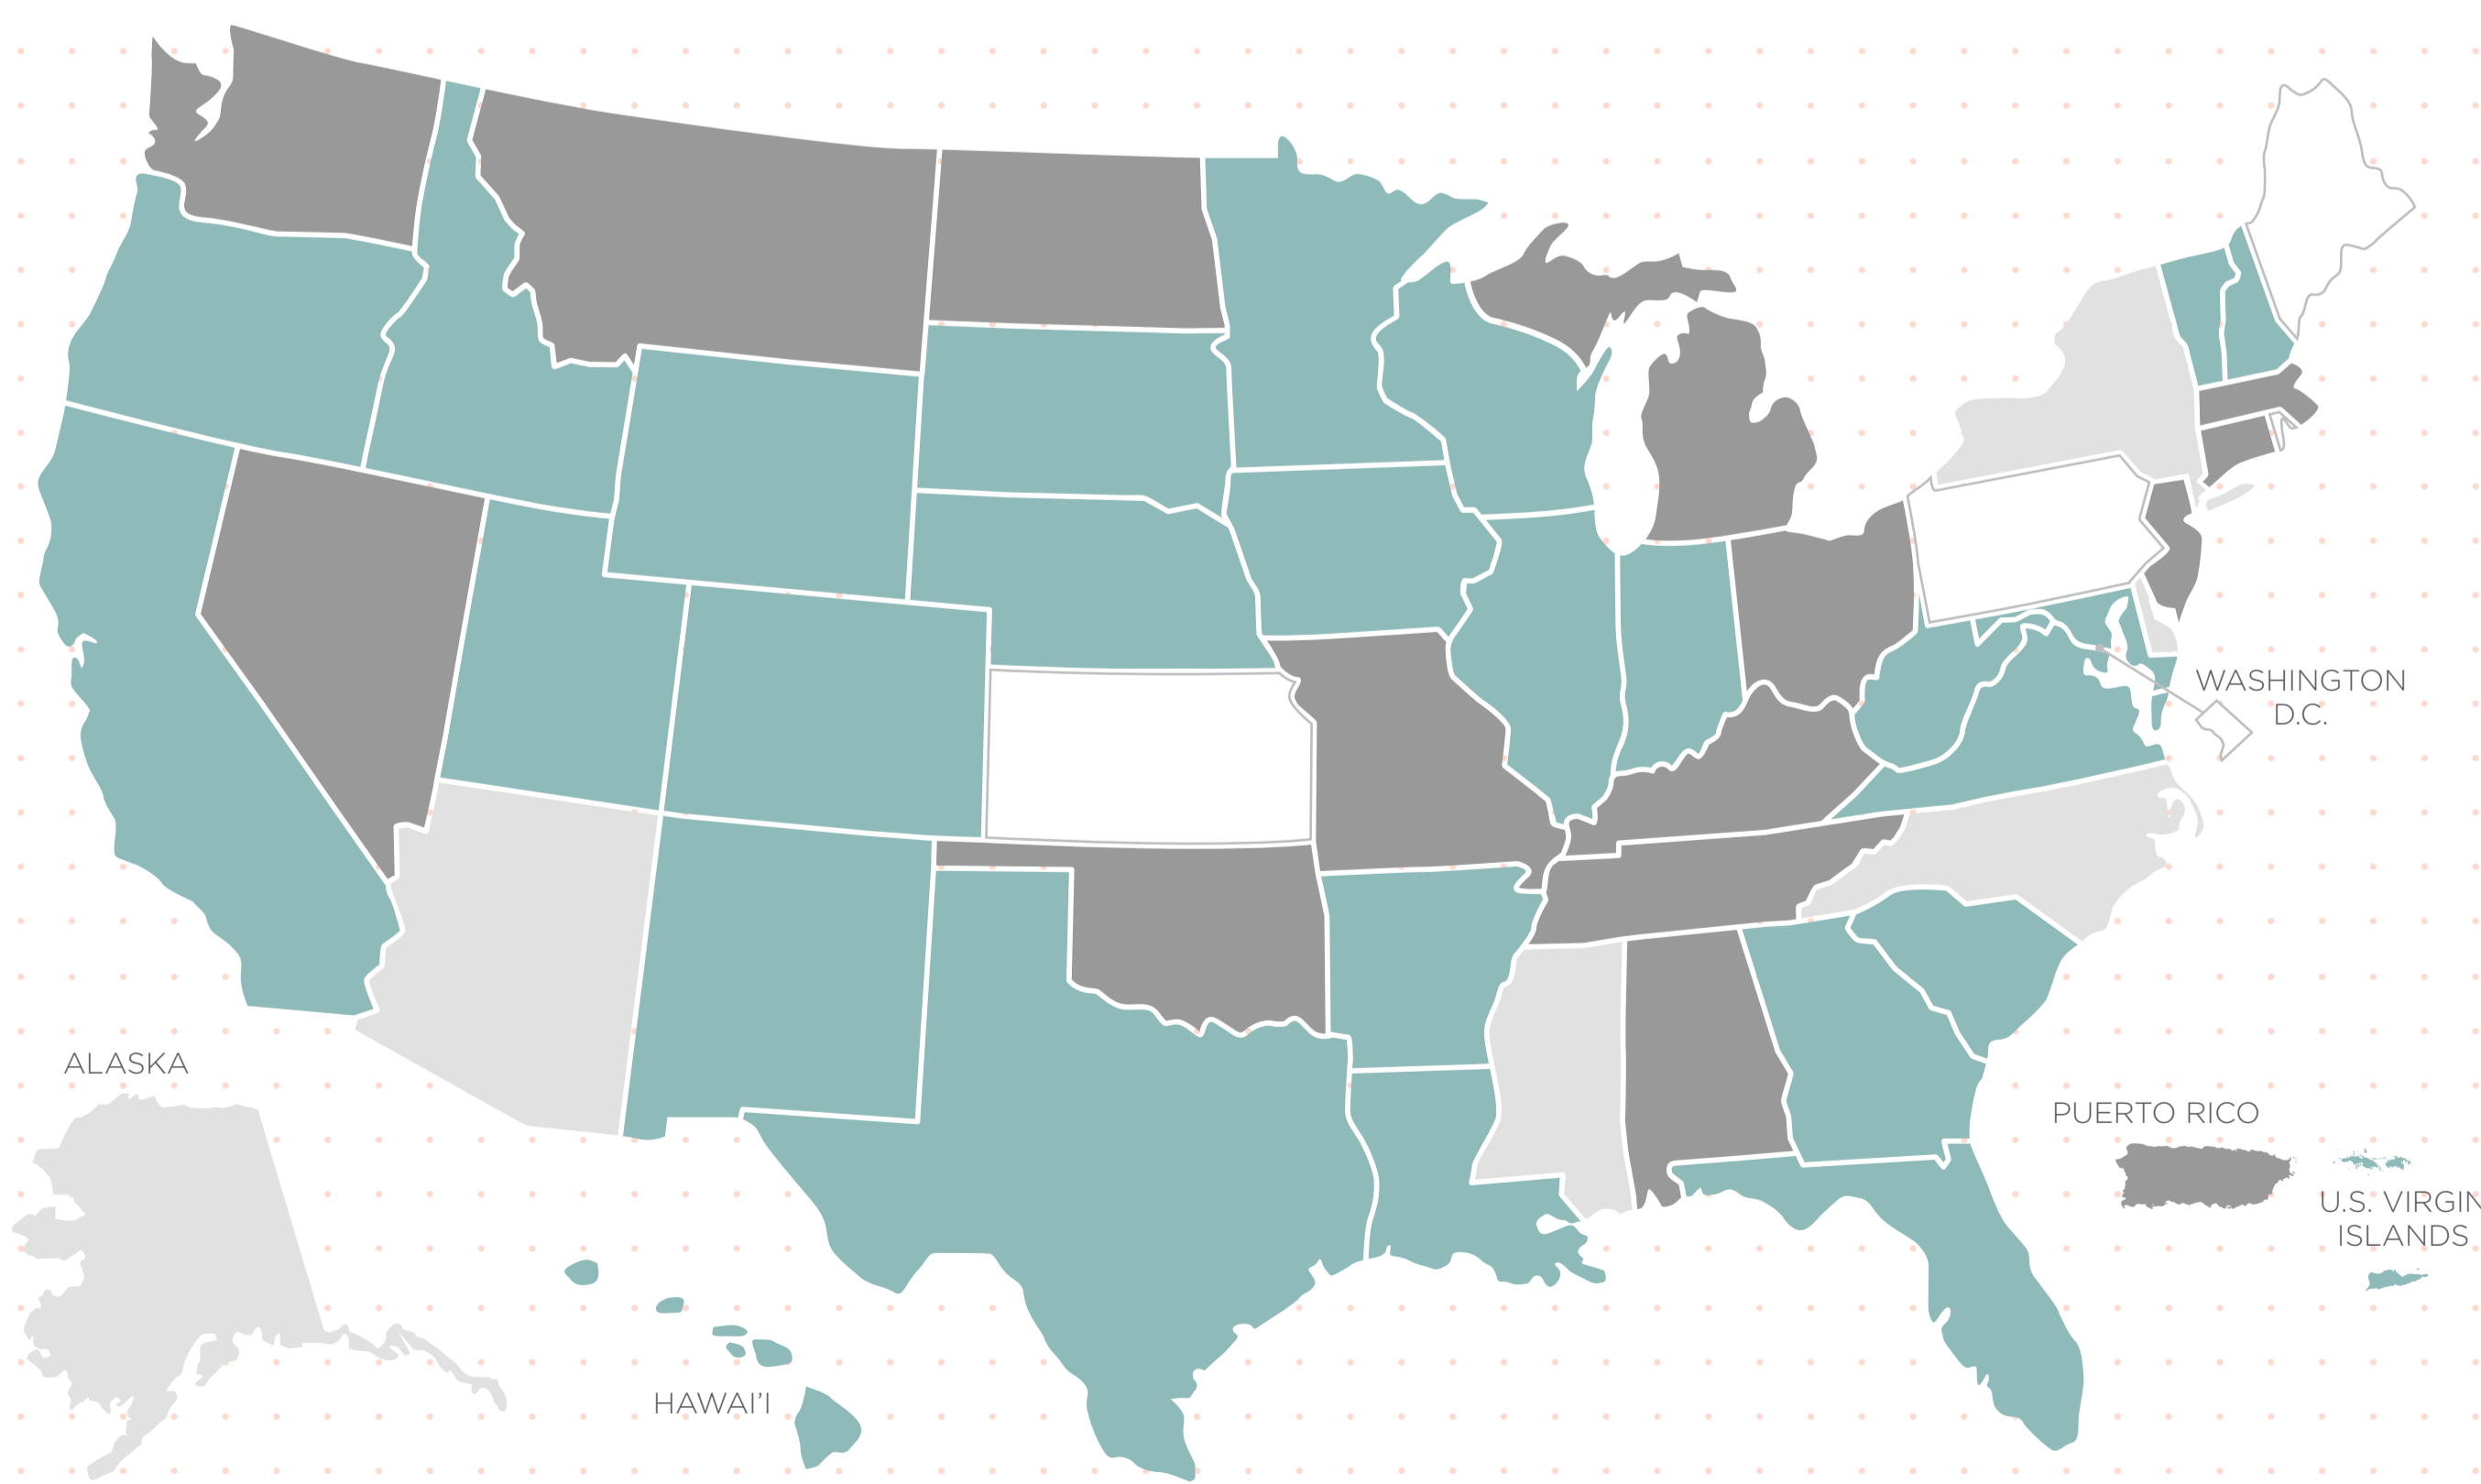 WASHINGTON
D.C.
ALASKA
PUERTO RICO
U.S. VIRGIN
ISLANDS
HAWAI'I